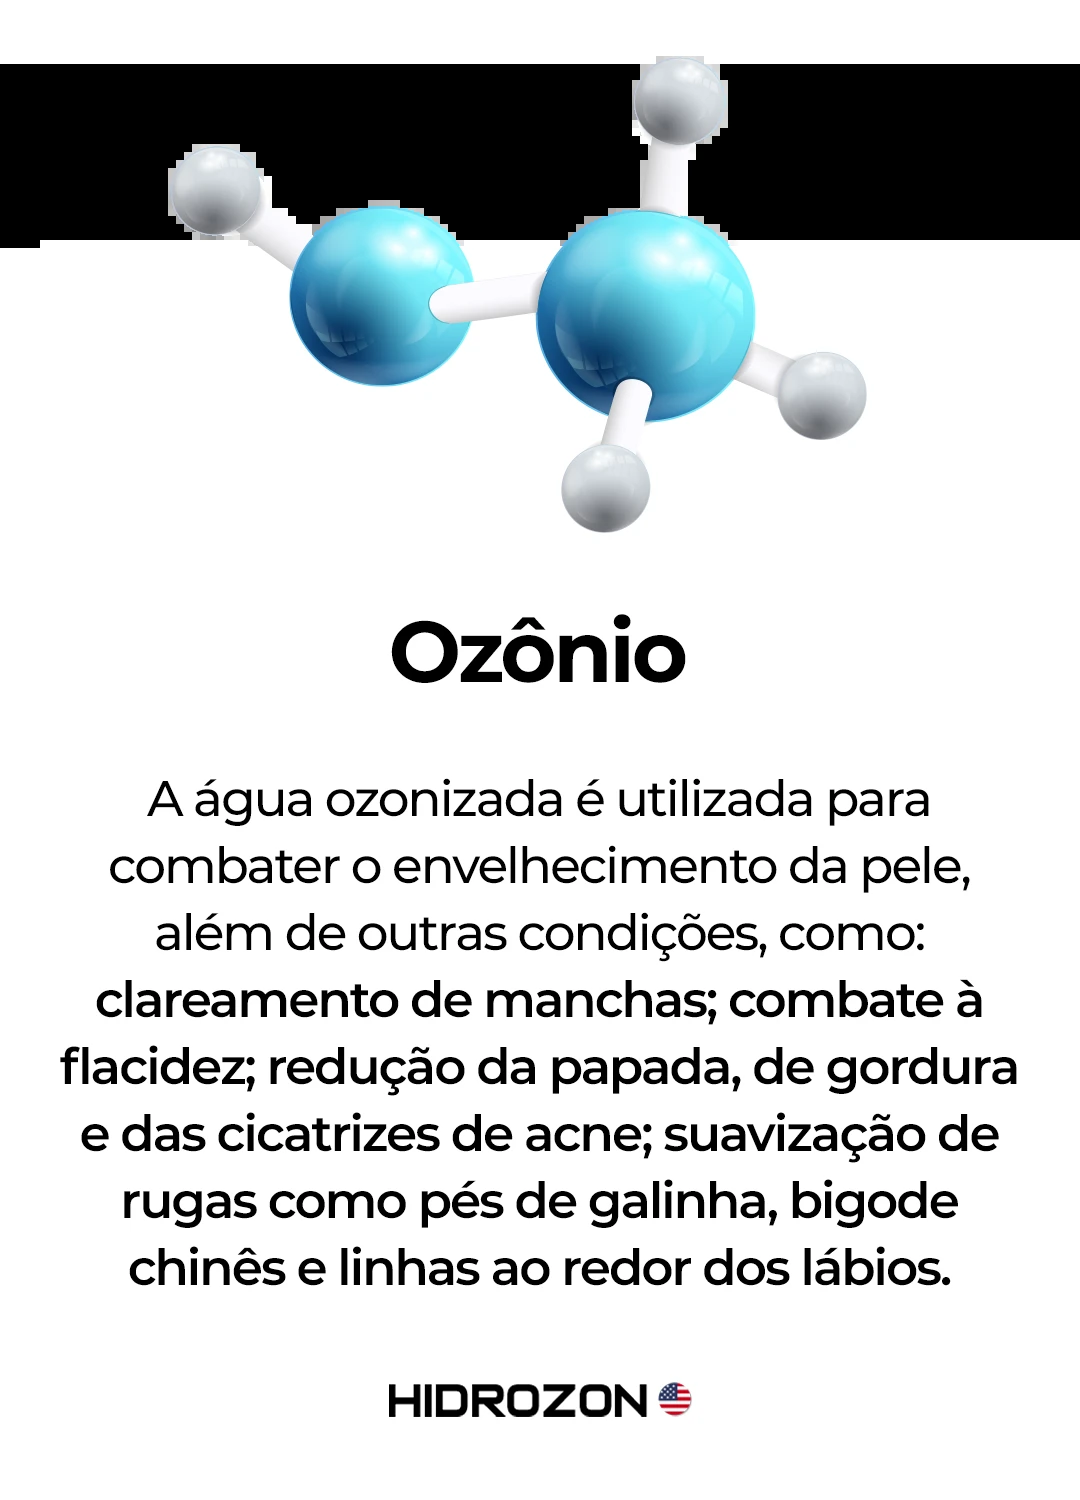 Ozônio
A água ozonizada é utilizada para
combater o envelhecimento da pele,
além de outras condições, como:
clareamento de manchas; combate à
flacidez; redução da papada, de gordura
e das cicatrizes de acne; suavização de
rugas como pés de galinha, bigode
chinês e linhas ao redor dos lábios.
HIDROZON